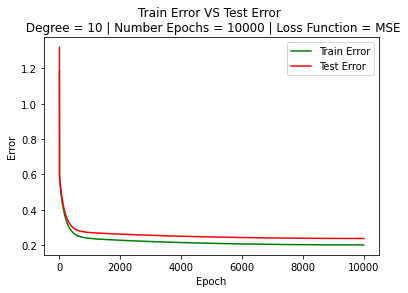 Train Error VS Test Error
Degree = 10 | Number Epochs = 10000 | Loss Function = MSE
Train Error
Test Error
1.2
1.0
0.8
0.6
0.4
0.2
Error
0 2000 4000 6000 8000 10000
Epoch